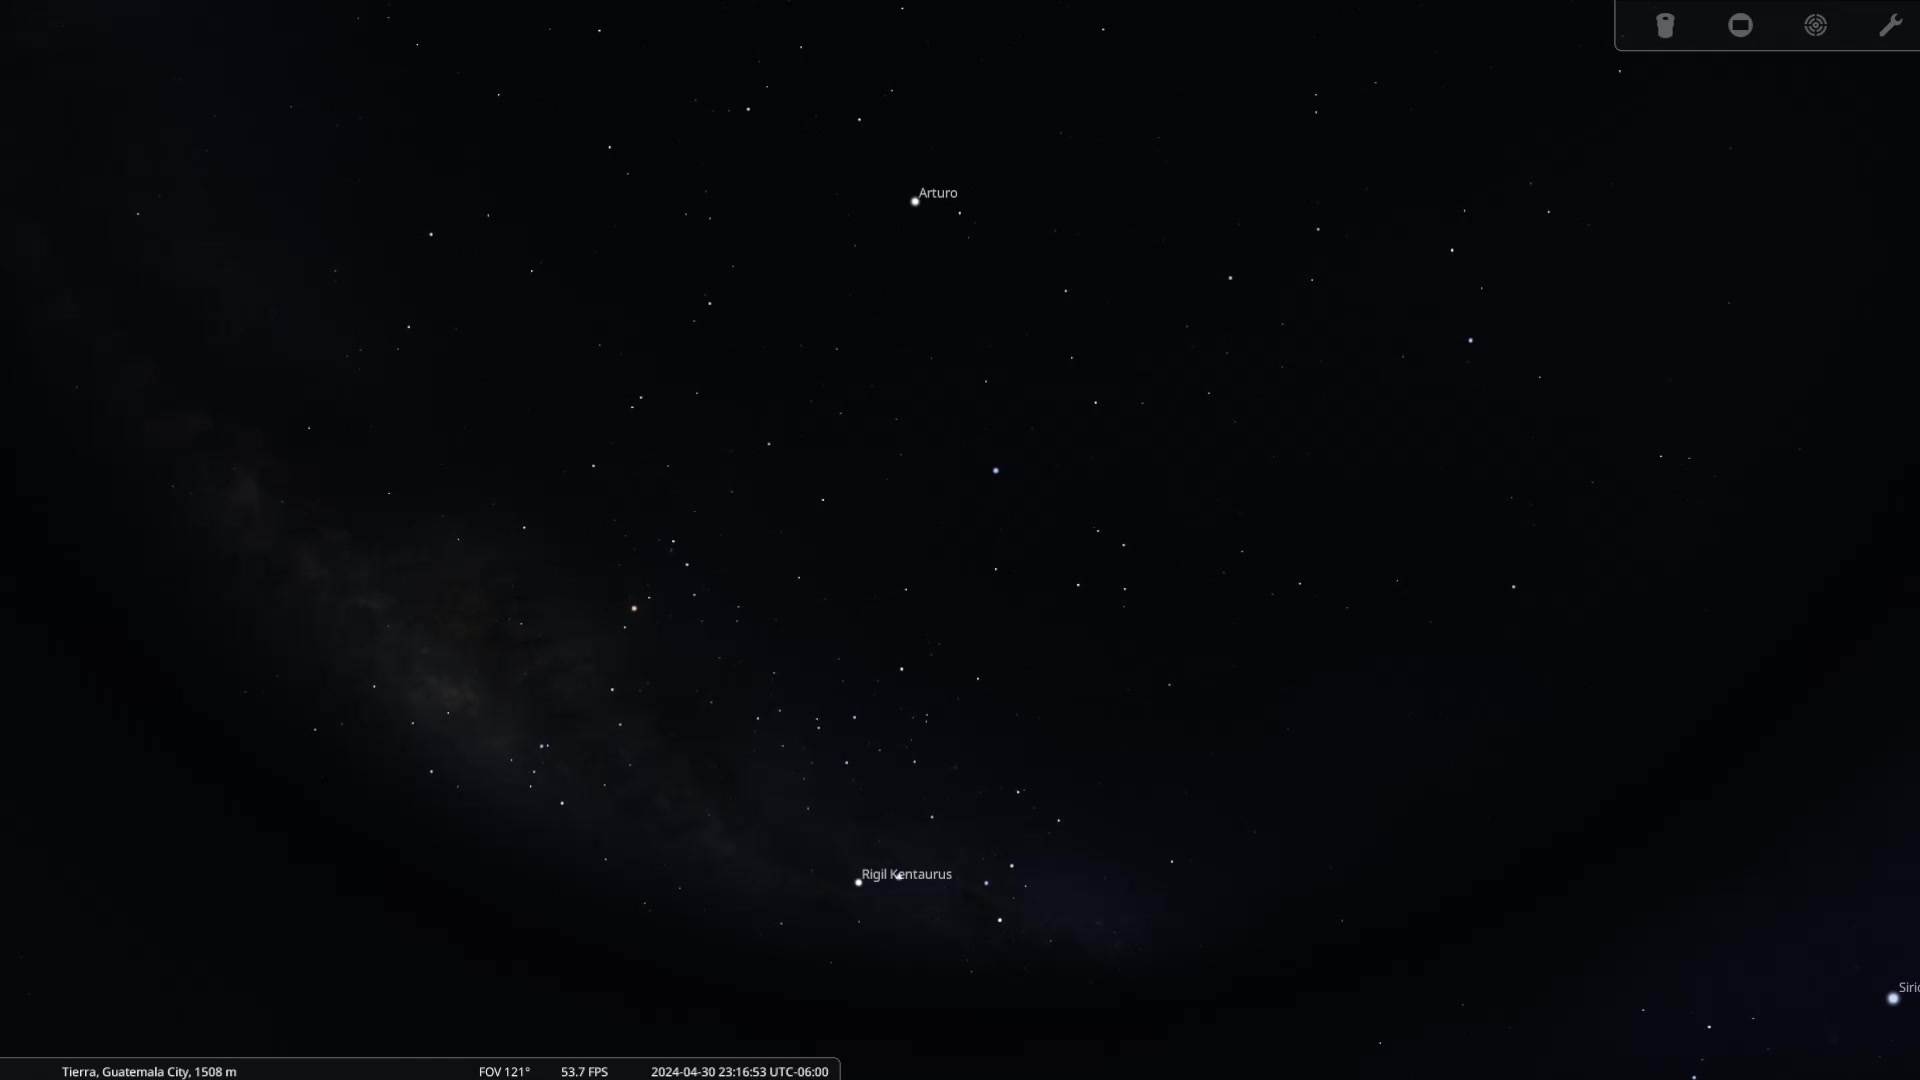 Arturo
Rigil Kentaurus
Tierra, Guatemala City, 1508 m
FOV 121°
53.7 FPS
2024-04-30 23:16:53 UTC-06:00